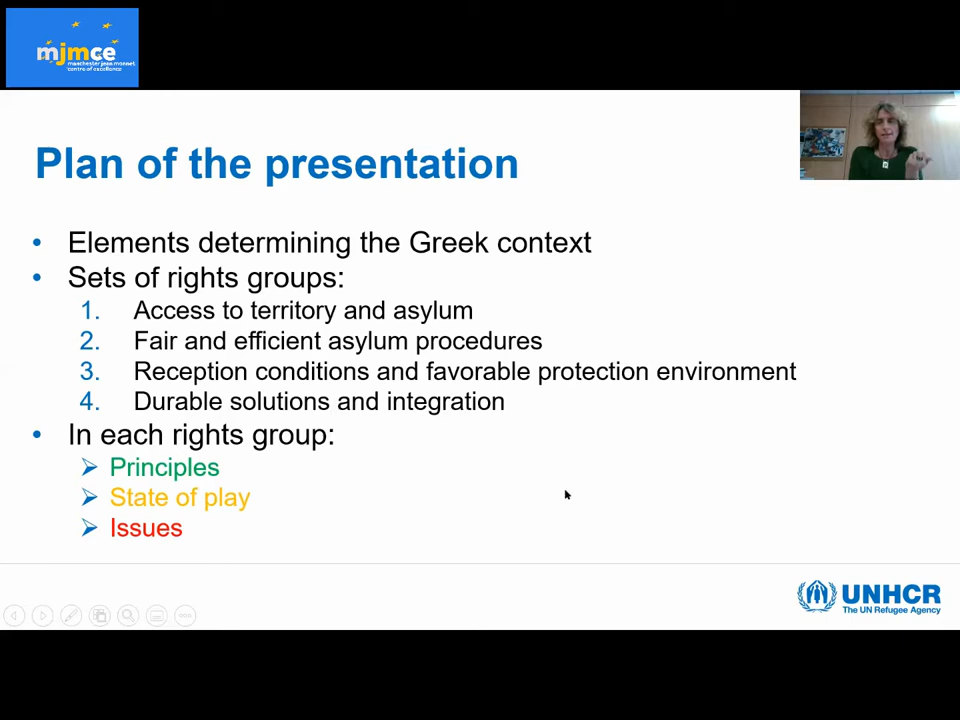 mjmce
manchester jean monnet
centre of excellence
Plan of the presentation
• Elements determining the Greek context
• Sets of rights groups:
1. Access to territory and asylum
2. Fair and efficient asylum procedures
3. Reception conditions and favorable protection environment
4. Durable solutions and integration
• In each rights group:
➢ Principles
➢ State of play
➢ Issues
UNHCR
The UN Refugee Agency